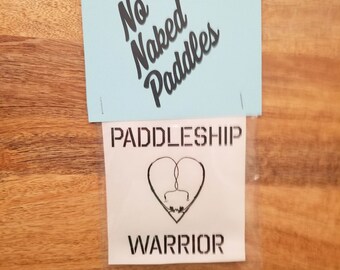 No
Naked
Paddles
PADDLESHIP
WARRIOR